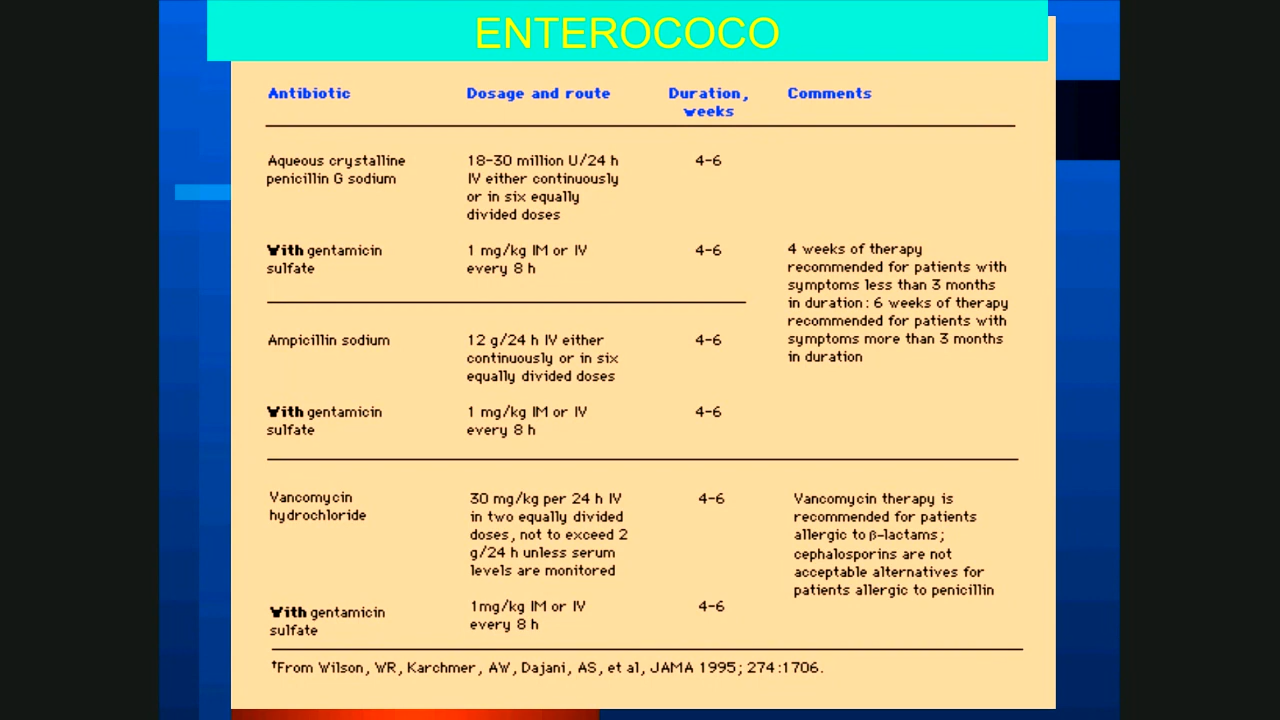 ENTEROCOCO
Antibiotic Dosage and route Duration, weeks Comments
Aqueous crystalline penicillin G sodium
18-30 million U/24 h
IV either continuously
or in six equally
divided doses
4-6
With gentamicin
sulfate
1 mg/kg IM or IV
every 8 h
4-6
4 weeks of therapy
recommended for patients with
symptoms less than 3 months
in duration: 6 weeks of therapy
recommended for patients with
symptoms more than 3 months
in duration
Ampicillin sodium
12 g/24 h IV either
continuously or in six
equally divided doses
4-6
With gentamicin
sulfate
1 mg/kg IM or IV
every 8 h
4-6
Vancomycin
hydrochloride
30 mg/kg per 24 h IV
in two equally divided
doses, not to exceed 2
g/24 h unless serum
levels are monitored
4-6
Vancomycin therapy is
recommended for patients
allergic to β-lactams;
cephalosporins are not
acceptable alternatives for
patients allergic to penicillin
With gentamicin
sulfate
1mg/kg IM or IV
every 8 h
4-6
†From Wilson, WR, Karchmer, AW, Dajani, AS, et al, JAMA 1995; 274:1706.